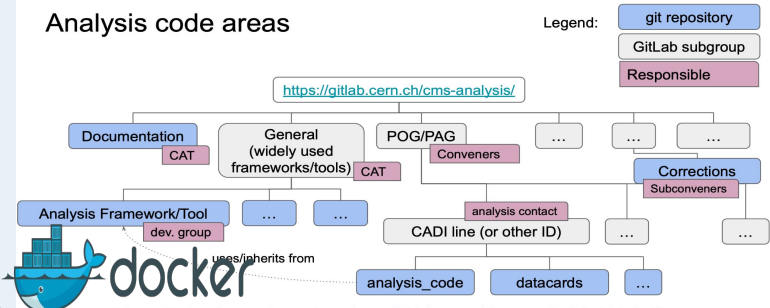 Analysis code areas
Legend:
git repository
GitLab subgroup
Responsible
https://gitlab.cern.ch/cms-analysis/
Documentation
CAT
General
(widely used
frameworks/tools)
CAT
POG/PAG
Conveners
...
...
...
Corrections
Subconveners
Analysis Framework/Tool
dev. group
...
...
analysis contact
CADI line (or other ID)
...
...
uses/inherits from
docker
analysis_code
datacards
...